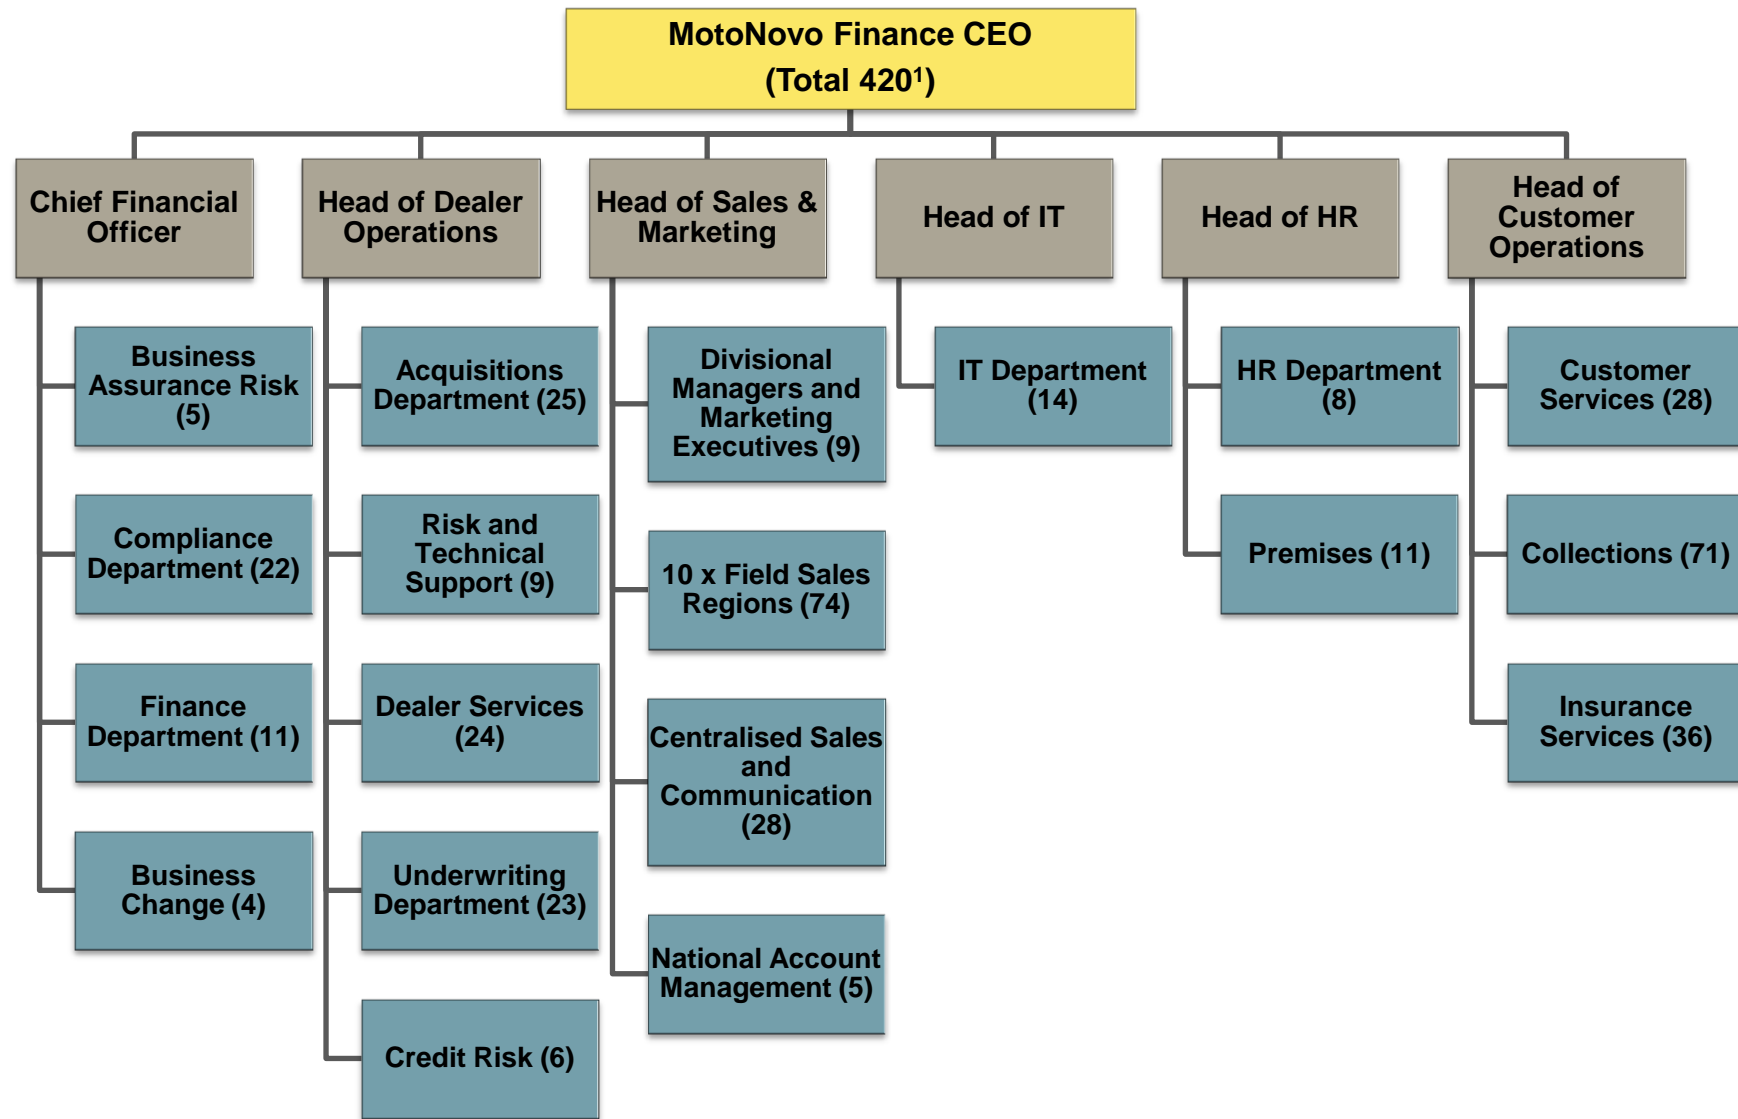 MotoNovo Finance CEO
(Total 420¹)
Chief Financial
Officer
Head of Dealer
Operations
Head of Sales &
Marketing
Head of IT
Head of HR
Head of
Customer
Operations
Business
Assurance Risk
(5)
Compliance
Department (22)
Finance
Department (11)
Business
Change (4)
Acquisitions
Department (25)
Risk and
Technical
Support (9)
Dealer Services
(24)
Underwriting
Department (23)
Credit Risk (6)
Divisional
Managers and
Marketing
Executives (9)
10 x Field Sales
Regions (74)
Centralised Sales
and
Communication
(28)
National Account
Management (5)
IT Department
(14)
HR Department
(8)
Premises (11)
Customer
Services (28)
Collections (71)
Insurance
Services (36)